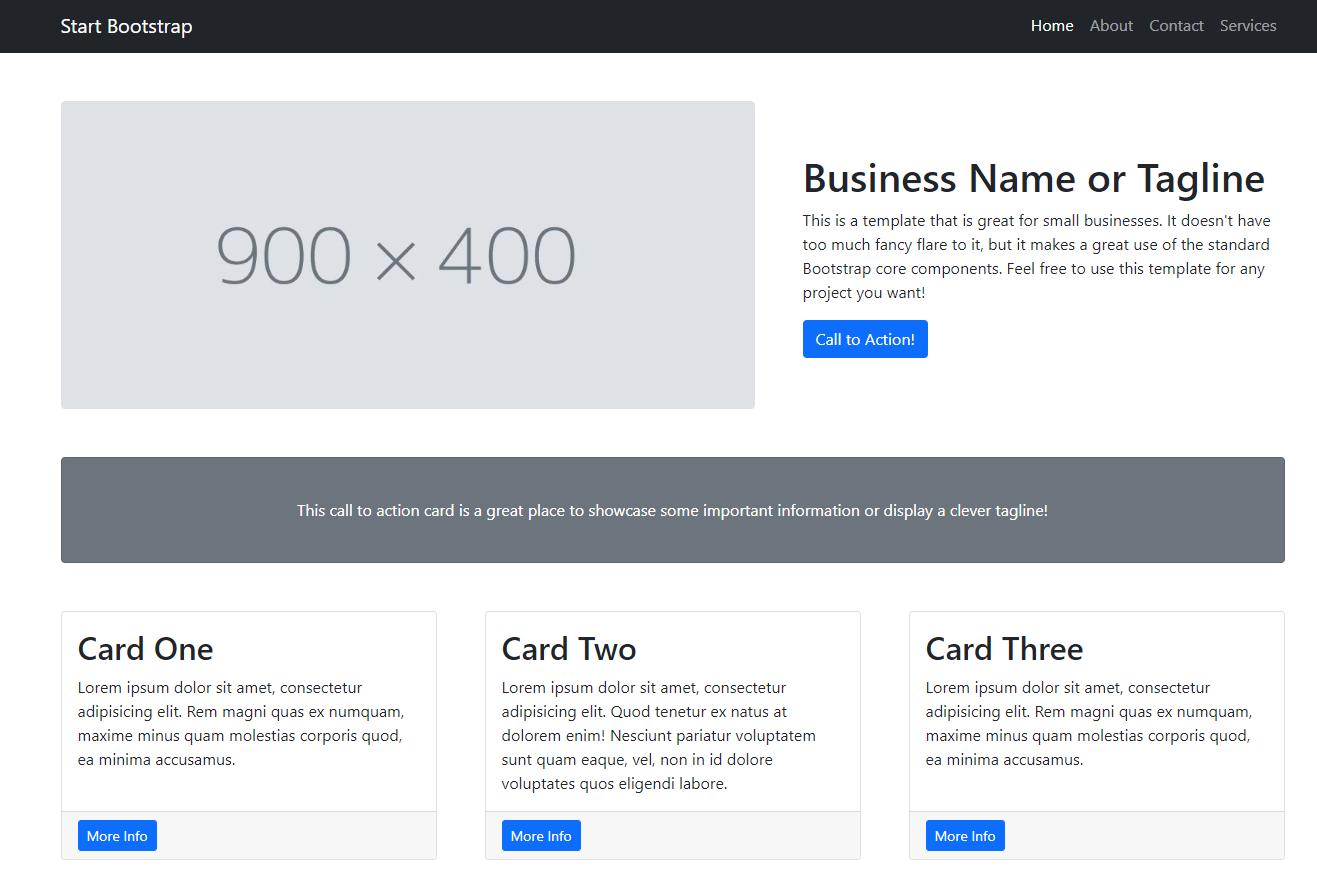 Start Bootstrap
Home About Contact Services
900 × 400
Business Name or Tagline
This is a template that is great for small businesses. It doesn't have
too much fancy flare to it, but it makes a great use of the standard
Bootstrap core components. Feel free to use this template for any
project you want!
Call to Action!
This call to action card is a great place to showcase some important information or display a clever tagline!
Card One
Lorem ipsum dolor sit amet, consectetur
adipisicing elit. Rem magni quas ex numquam,
maxime minus quam molestias corporis quod,
ea minima accusamus.
More Info
Card Two
Lorem ipsum dolor sit amet, consectetur
adipisicing elit. Quod tenetur ex natus at
dolorem enim! Nesciunt pariatur voluptatem
sunt quam eaque, vel, non in id dolore
voluptates quos eligendi labore.
More Info
Card Three
Lorem ipsum dolor sit amet, consectetur
adipisicing elit. Rem magni quas ex numquam,
maxime minus quam molestias corporis quod,
ea minima accusamus.
More Info